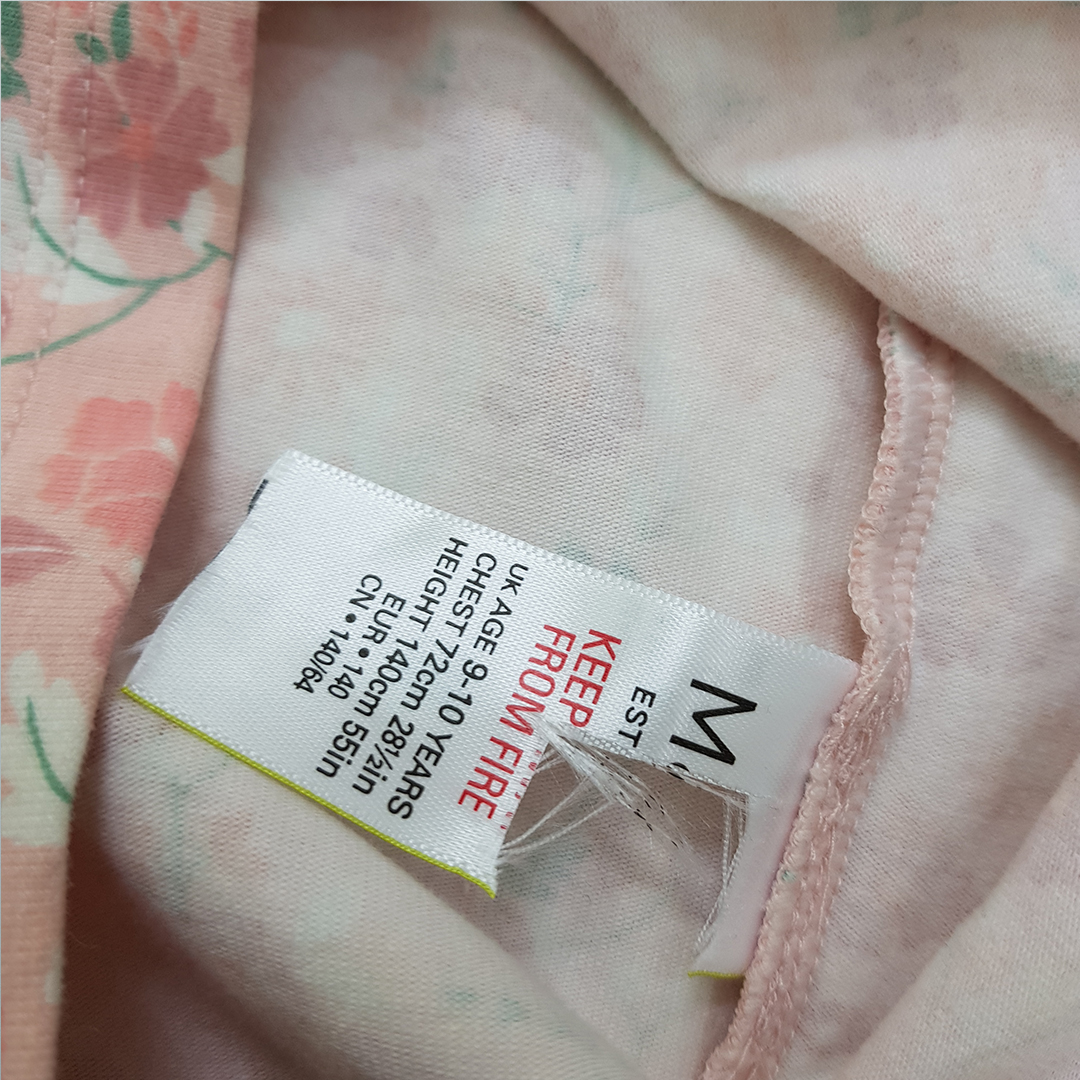 M
EST
KEEP
FROM FIRE
UK AGE 9-10 YEARS
CHEST 72cm 28½in
HEIGHT 140cm 55in
EUR•140
CN•140/64